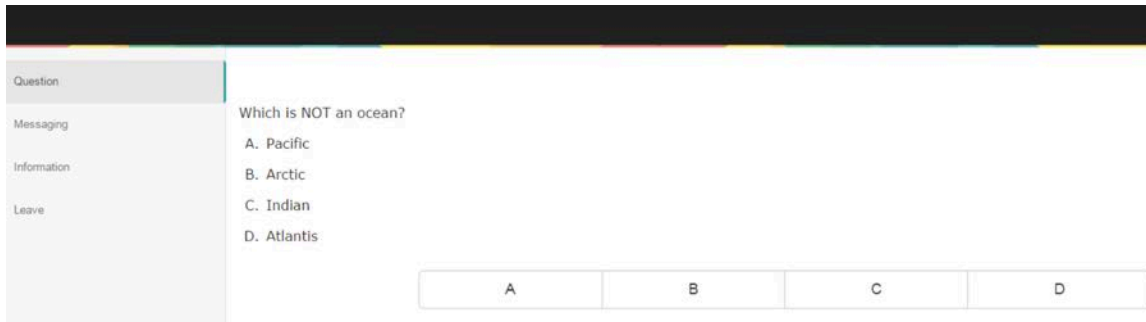 Question
Messaging
Information
Leave
Which is NOT an ocean?
A. Pacific
B. Arctic
C. Indian
D. Atlantis
A B C D